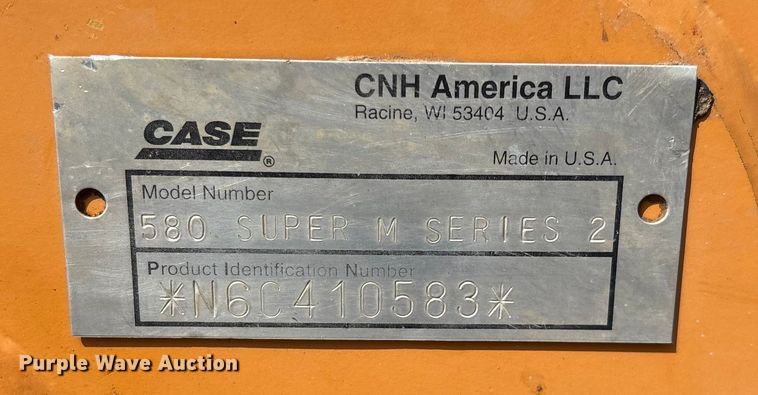 CNH America LLC
Racine, WI 53404 U.S.A.
CASE
®
Made in U.S.A.
Model Number
580 SUPER M SERIES 2
Product Identification Number
*N6C410583*
Purple Wave Auction